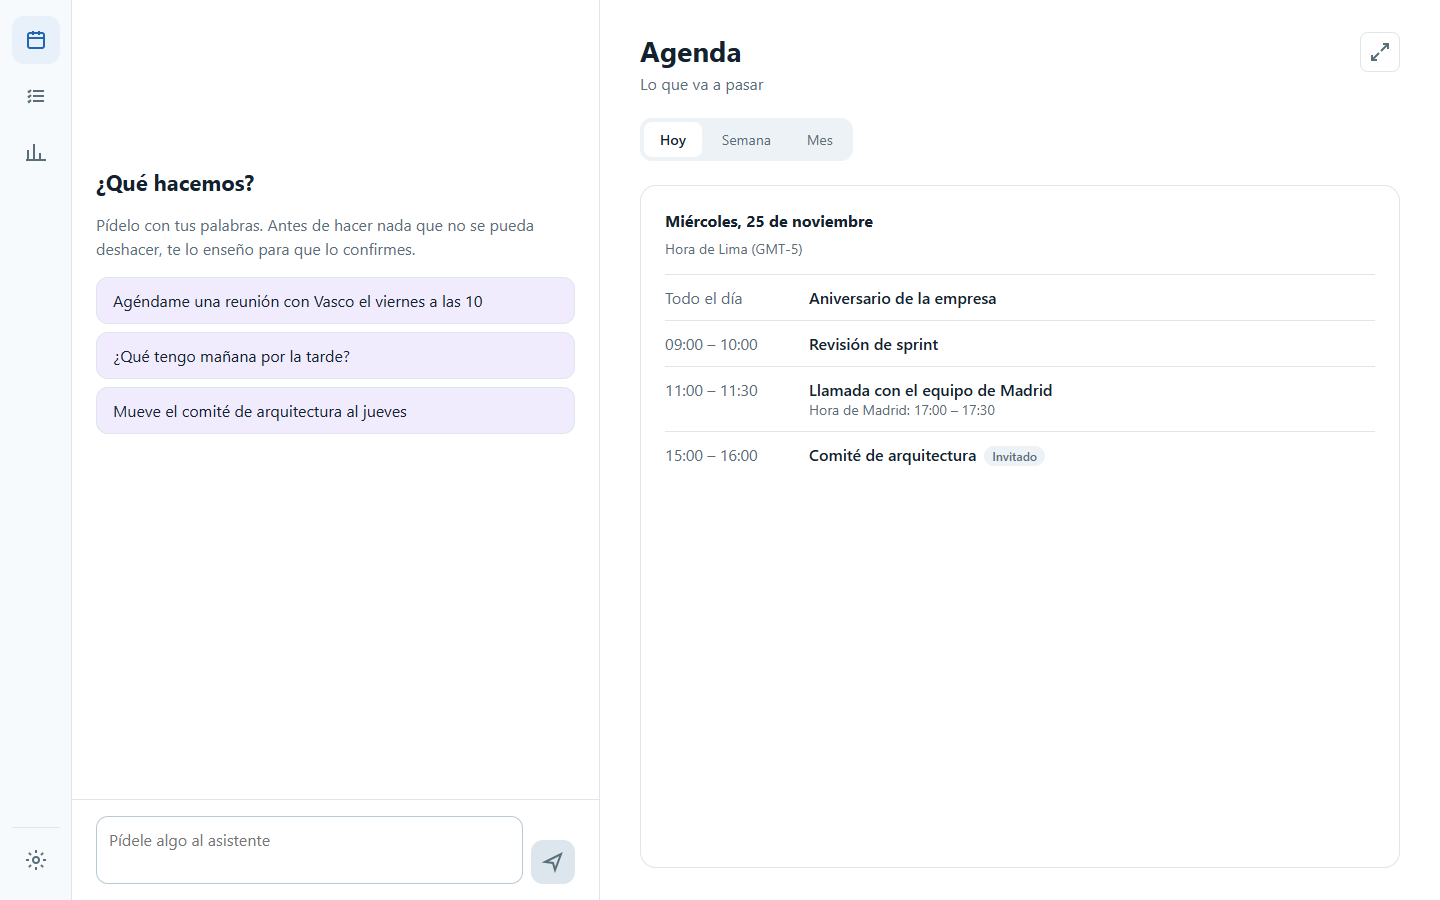 ¿Qué hacemos?
Pídelo con tus palabras. Antes de hacer nada que no se pueda
deshacer, te lo enseño para que lo confirmes.
Agéndame una reunión con Vasco el viernes a las 10
¿Qué tengo mañana por la tarde?
Mueve el comité de arquitectura al jueves
Pídele algo al asistente
Agenda
Lo que va a pasar
Hoy Semana Mes
Miércoles, 25 de noviembre
Hora de Lima (GMT-5)
Todo el día Aniversario de la empresa
09:00 – 10:00 Revisión de sprint
11:00 – 11:30 Llamada con el equipo de Madrid
Hora de Madrid: 17:00 – 17:30
15:00 – 16:00 Comité de arquitectura Invitado